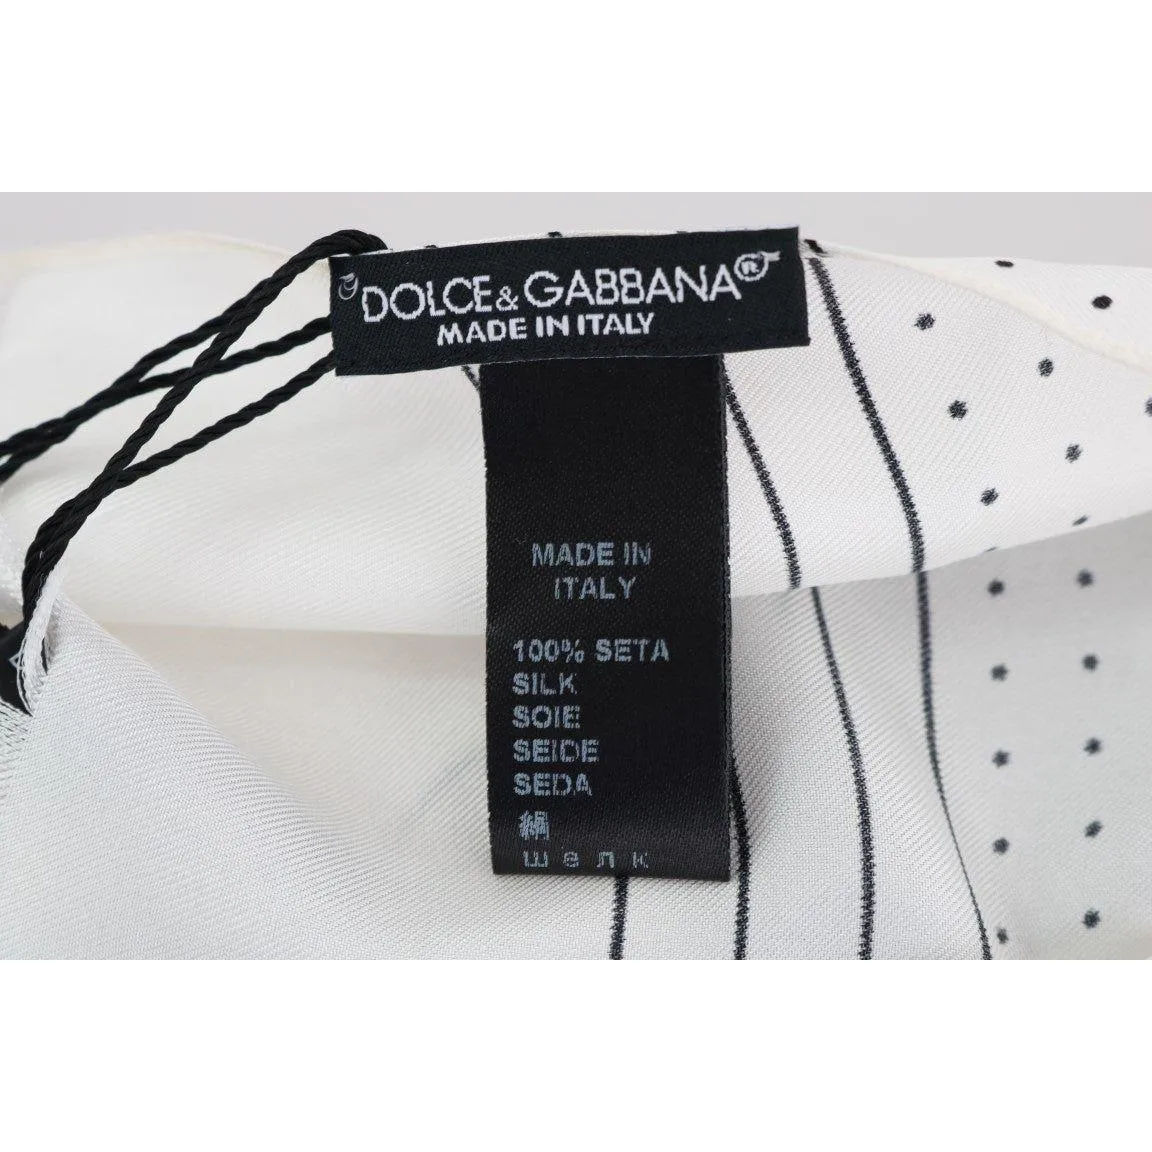 DOLCE & GABBANA®
MADE IN ITALY
MADE IN
ITALY
100% SETA
SILK
SOIE
SEIDE
SEDA
絹
шелк